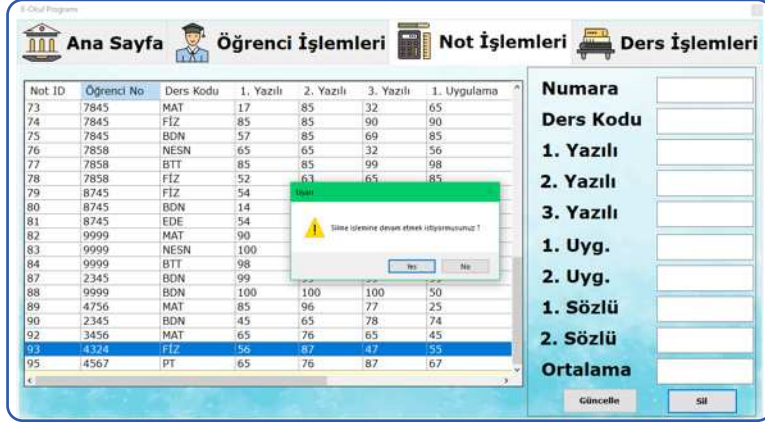 E-Okul Programı
Ana Sayfa Öğrenci İşlemleri Not İşlemleri Ders İşlemleri
Not ID Öğrenci No Ders Kodu 1. Yazılı 2. Yazılı 3. Yazılı 1. Uygulama
73 7845 MAT 17 85 32 65
74 7845 FİZ 85 85 90 90
75 7845 BDN 57 85 69 85
76 7858 NESN 65 65 32 56
77 7858 BTT 85 85 99 98
78 7858 FİZ 52 63 65 85
79 8745 FİZ 54
80 8745 BDN 14
81 8745 EDE 54
82 9999 MAT 90
83 9999 NESN 100
84 9999 BTT 98
87 2345 BDN 99
88 9999 BDN 100 100 100 50
89 4756 MAT 85 96 77 25
90 2345 BDN 45 65 78 74
92 3456 MAT 65 76 65 45
93 4324 FİZ 56 87 47 55
95 4567 PT 65 76 87 67
Uyarı
Silme işlemine devam etmek istiyormusunuz ?
Yes No
Numara
Ders Kodu
1. Yazılı
2. Yazılı
3. Yazılı
1. Uyg.
2. Uyg.
1. Sözlü
2. Sözlü
Ortalama
Güncelle Sil